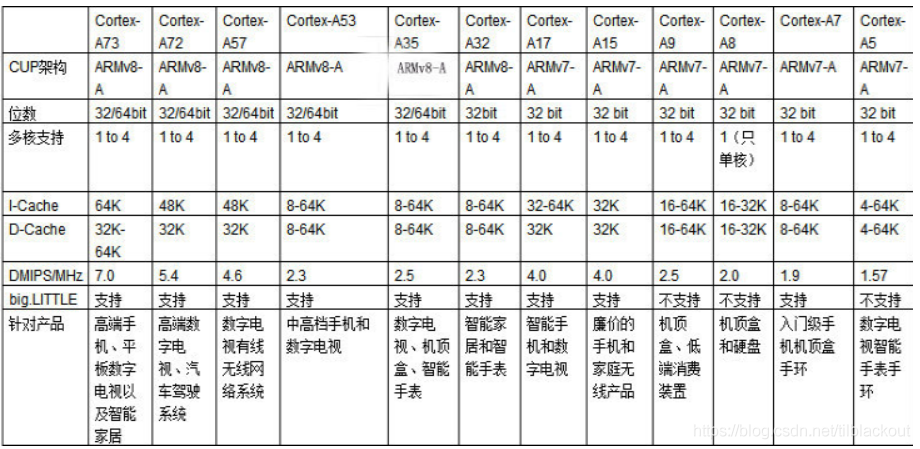 Cortex-A73 Cortex-A72 Cortex-A57 Cortex-A53 Cortex-A35 Cortex-A32 Cortex-A17 Cortex-A15 Cortex-A9 Cortex-A8 Cortex-A7 Cortex-A5
CUP架构 ARMv8-A ARMv8-A ARMv8-A ARMv8-A ARMv8-A ARMv8-A ARMv7-A ARMv7-A ARMv7-A ARMv7-A ARMv7-A ARMv7-A
位数 32/64bit 32/64bit 32/64bit 32/64bit 32/64bit 32bit 32 bit 32 bit 32 bit 32 bit 32 bit 32 bit
多核支持 1 to 4 1 to 4 1 to 4 1 to 4 1 to 4 1 to 4 1 to 4 1 to 4 1 to 4 1（只单核） 1 to 4 1 to 4
I-Cache 64K 48K 48K 8-64K 8-64K 8-64K 32-64K 32K 16-64K 16-32K 8-64K 4-64K
D-Cache 32K-64K 32K 32K 8-64K 8-64K 8-64K 32K 32K 16-64K 16-32K 8-64K 4-64K
DMIPS/MHz 7.0 5.4 4.6 2.3 2.5 2.3 4.0 4.0 2.5 2.0 1.9 1.57
big.LITTLE 支持 支持 支持 支持 支持 支持 支持 支持 不支持 不支持 支持 不支持
针对产品 高端手机、平板数字电视以及智能家居 高端数字电视、汽车驾驶系统 数字电视有线无线网络系统 中高档手机和数字电视 数字电视、机顶盒、智能手表 智能家居和智能手表 智能手机和数字电视 廉价的手机和家庭无线产品 机顶盒、低端消费装置 机顶盒和硬盘 入门级手机机顶盒手环 数字电视智能手表手环